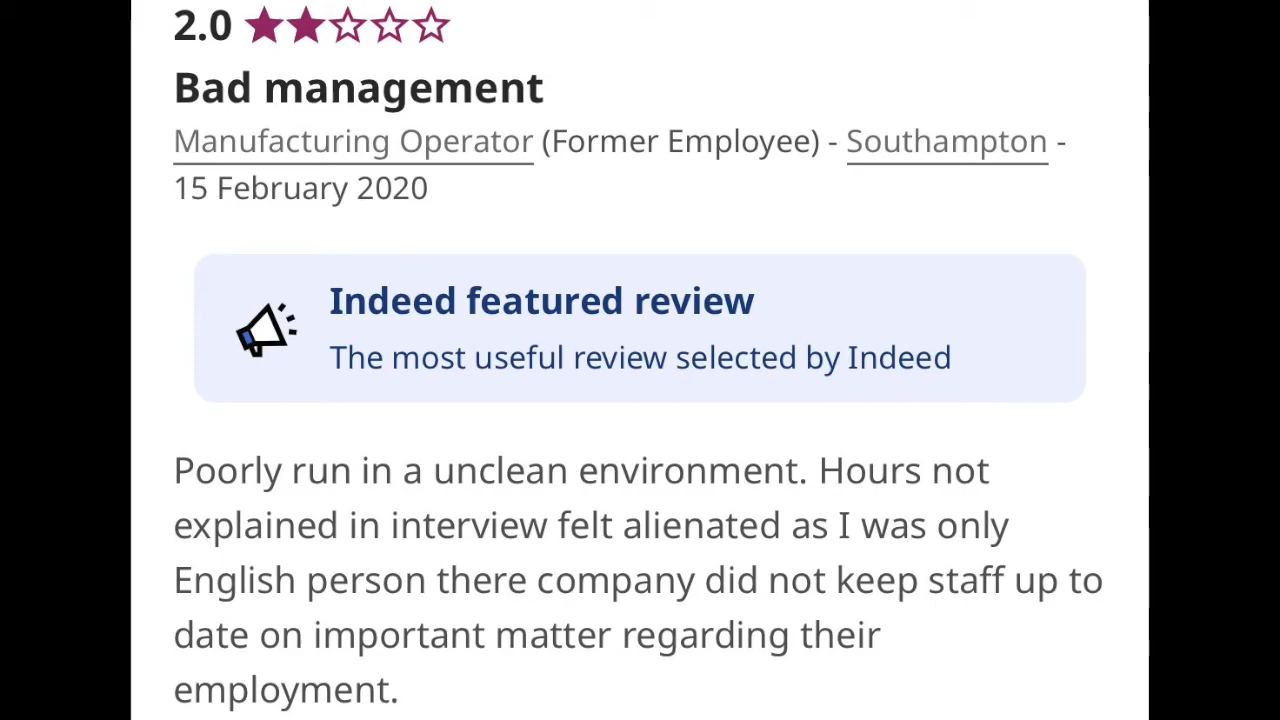 2.0
Bad management
Manufacturing Operator (Former Employee) - Southampton -
15 February 2020
Indeed featured review
The most useful review selected by Indeed
Poorly run in a unclean environment. Hours not
explained in interview felt alienated as I was only
English person there company did not keep staff up to
date on important matter regarding their
employment.